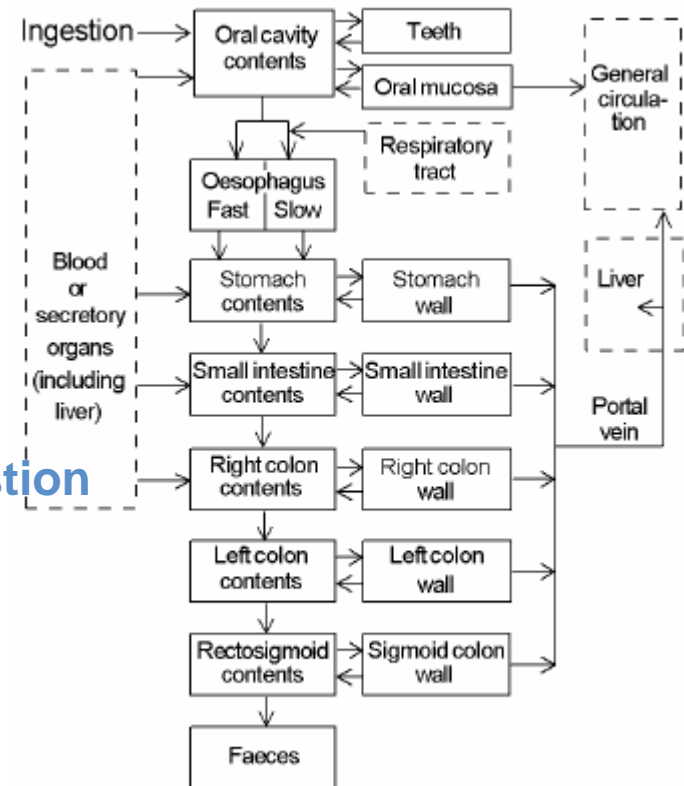 Ingestion
Oral cavity
contents
Teeth
Oral mucosa
General
circula-
tion
Respiratory
tract
Oesophagus
Fast
Slow
Blood
or
secretory
organs
(including
liver)
Stomach
contents
Stomach
wall
Liver
Small intestine
contents
Small intestine
wall
Portal
vein
stion
Right colon
contents
Right colon
wall
Left colon
contents
Left colon
wall
Rectosigmoid
contents
Sigmoid colon
wall
Faeces